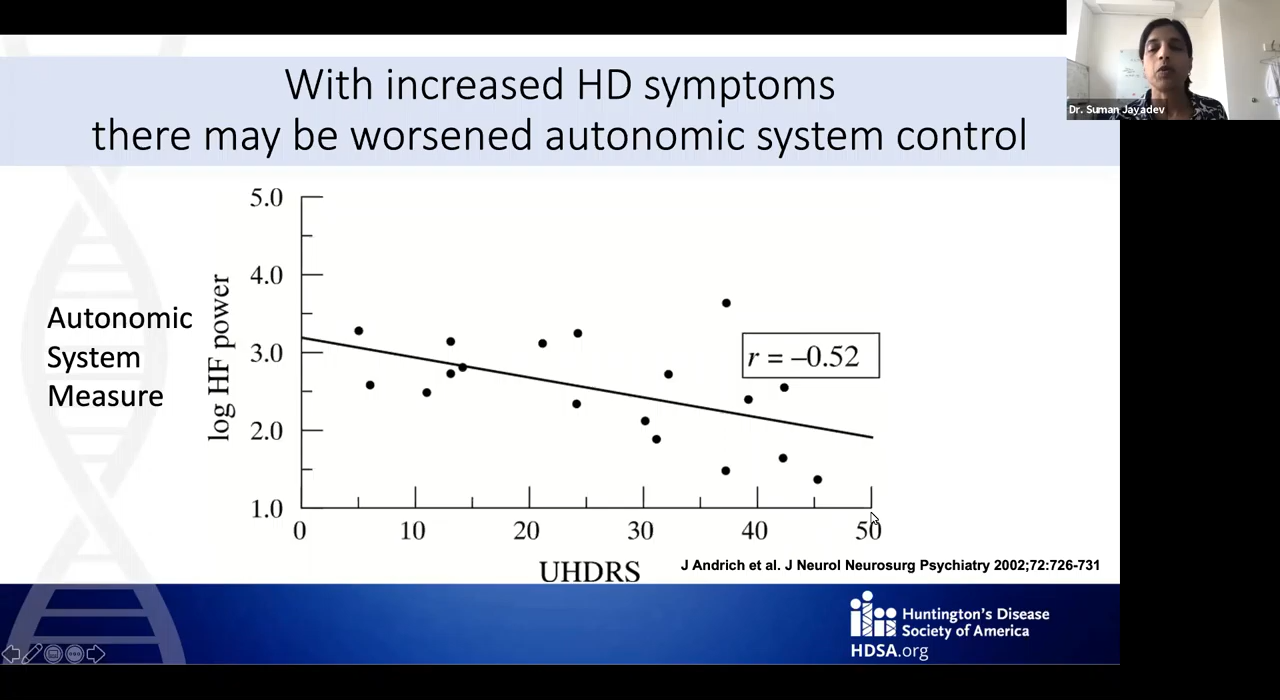 With increased HD symptoms
there may be worsened autonomic system control
Dr. Suman Jayadev
Autonomic
System
Measure
log HF power
5.0
4.0
3.0
2.0
1.0
r = –0.52
0 10 20 30 40 50
UHDRS
J Andrich et al. J Neurol Neurosurg Psychiatry 2002;72:726-731
Huntington's Disease
Society of America
HDSA.org